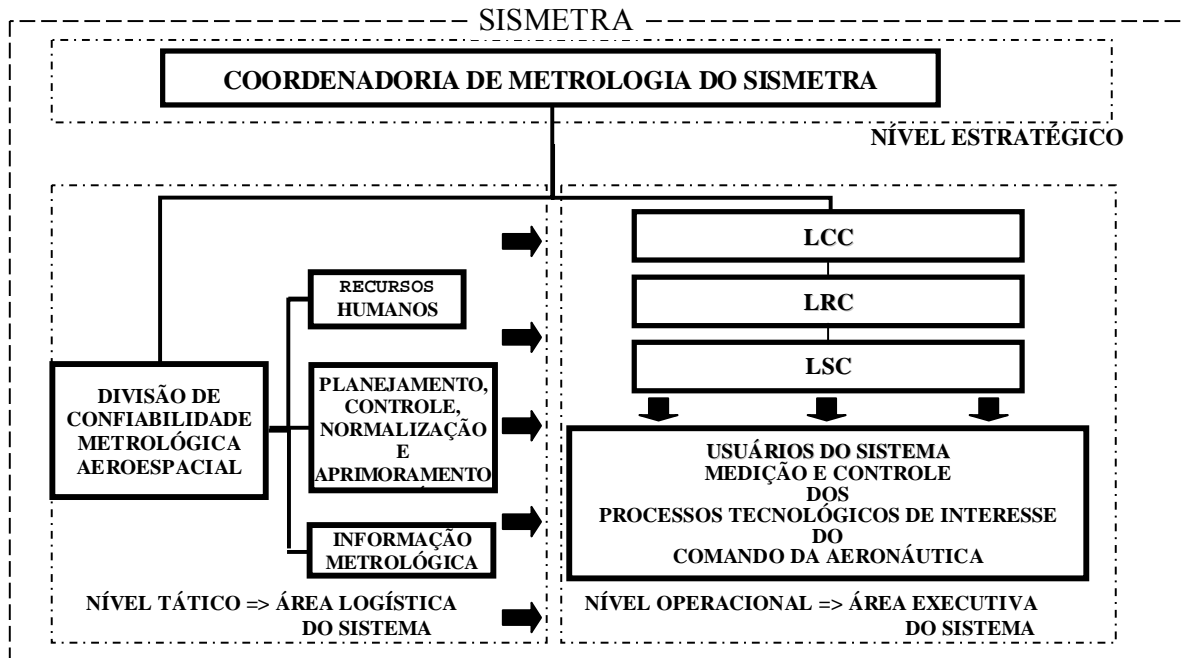 SISMETRA
COORDENADORIA DE METROLOGIA DO SISMETRA
NÍVEL ESTRATÉGICO
DIVISÃO DE
CONFIABILIDADE
METROLÓGICA
AEROESPACIAL
RECURSOS
HUMANOS
PLANEJAMENTO,
CONTROLE,
NORMALIZAÇÃO
E
APRIMORAMENTO
INFORMAÇÃO
METROLÓGICA
NÍVEL TÁTICO => ÁREA LOGÍSTICA
DO SISTEMA
LCC
LRC
LSC
USUÁRIOS DO SISTEMA
MEDIÇÃO E CONTROLE
DOS
PROCESSOS TECNOLÓGICOS DE INTERESSE
DO
COMANDO DA AERONÁUTICA
NÍVEL OPERACIONAL => ÁREA EXECUTIVA
DO SISTEMA